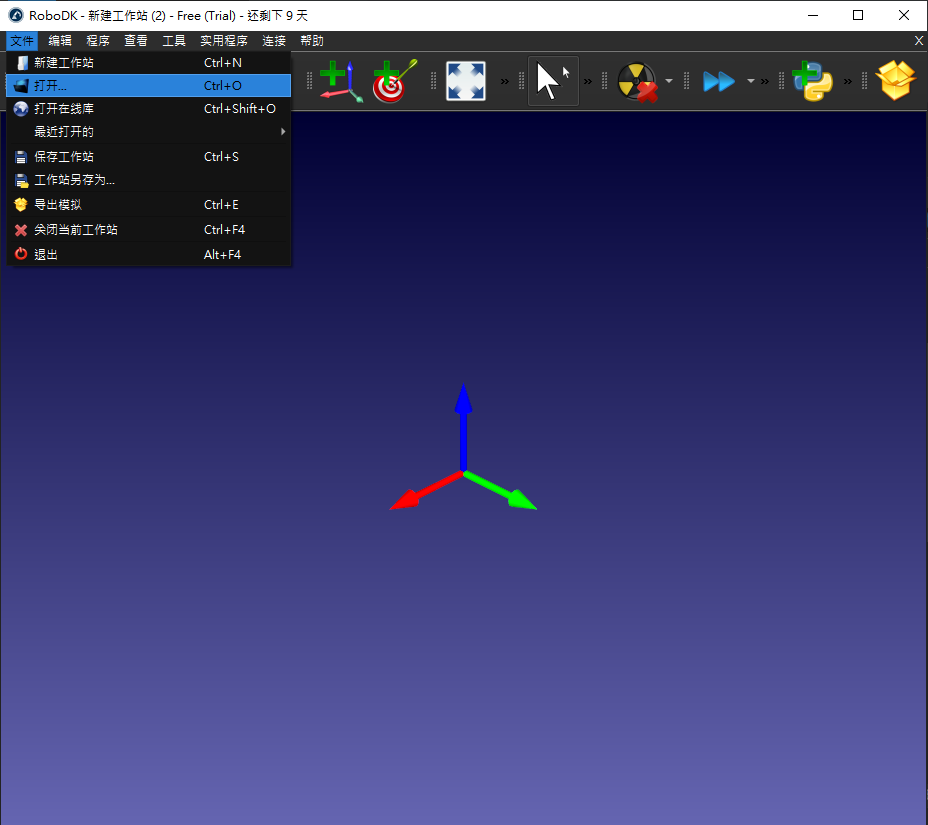 RoboDK - 新建工作站 (2) - Free (Trial) - 还剩下 9 天
文件 编辑 程序 查看 工具 实用程序 连接 帮助
新建工作站 Ctrl+N
打开... Ctrl+O
打开在线库 Ctrl+Shift+O
最近打开的
保存工作站 Ctrl+S
工作站另存为...
导出模拟 Ctrl+E
关闭当前工作站 Ctrl+F4
退出 Alt+F4